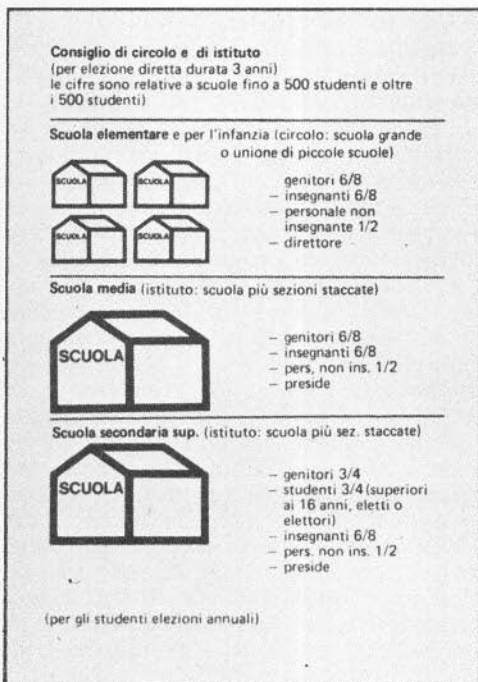 Consiglio di circolo e di istituto
(per elezione diretta durata 3 anni)
le cifre sono relative a scuole fino a 500 studenti e oltre
i 500 studenti)
Scuola elementare e per l'infanzia (circolo: scuola grande
o unione di piccole scuole)
SCUOLA SCUOLA
SCUOLA SCUOLA
genitori 6/8
– insegnanti 6/8
– personale non
insegnante 1/2
– direttore
Scuola media (istituto: scuola più sezioni staccate)
SCUOLA
– genitori 6/8
– insegnanti 6/8
– pers, non ins. 1/2
– preside
Scuola secondaria sup. (istituto: scuola più sez. staccate)
SCUOLA
– genitori 3/4
– studenti 3/4 (superiori
ai 16 anni, eletti o
elettori)
– insegnanti 6/8
– pers. non ins. 1/2
– preside
(per gli studenti elezioni annuali)